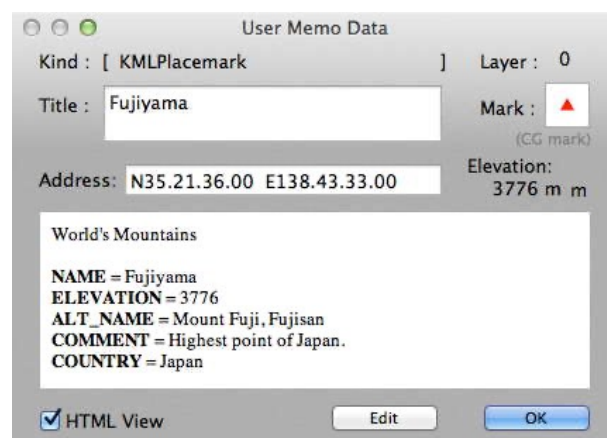 User Memo Data
Kind : [ KMLPlacemark ] Layer : 0
Title : Fujiyama Mark :
(CG mark)
Address: N35.21.36.00 E138.43.33.00 Elevation:
3776 m m
World's Mountains
NAME = Fujiyama
ELEVATION = 3776
ALT_NAME = Mount Fuji, Fujisan
COMMENT = Highest point of Japan.
COUNTRY = Japan
HTML View Edit OK